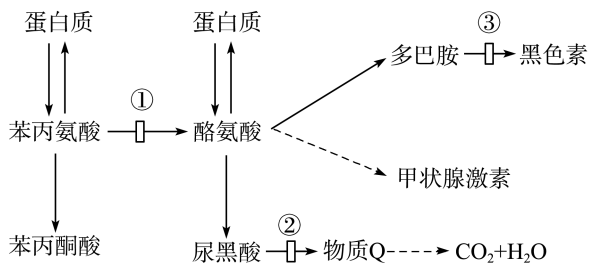 蛋白质 蛋白质 ③
多巴胺 黑色素
①
苯丙氨酸 酪氨酸
甲状腺激素
②
苯丙酮酸 尿黑酸 物质Q CO₂+H₂O